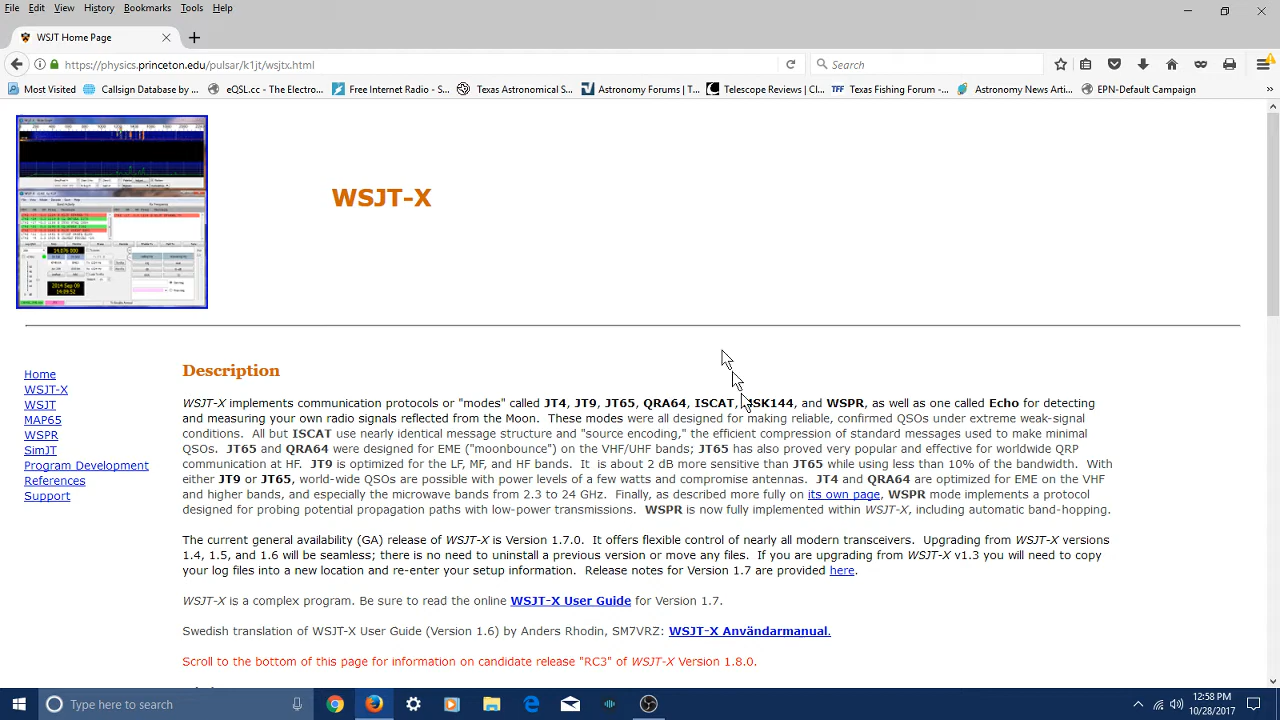 File Edit View History Bookmarks Tools Help
WSJT Home Page
https://physics.princeton.edu/pulsar/k1jt/wsjtx.html
Search
Most Visited Callsign Database by... eQSL.cc - The Electro... Free Internet Radio - S... Texas Astronomical S... Astronomy Forums | T... Telescope Reviews | Cl... TFF Texas Fishing Forum -... Astronomy News Arti... EPN-Default Campaign
WSJT-X
Home
WSJT-X
WSJT
MAP65
WSPR
SimJT
Program Development
References
Support
Description
WSJT-X implements communication protocols or "modes" called JT4, JT9, JT65, QRA64, ISCAT, MSK144, and WSPR, as well as one called Echo for detecting
and measuring your own radio signals reflected from the Moon. These modes were all designed for making reliable, confirmed QSOs under extreme weak-signal
conditions. All but ISCAT use nearly identical message structure and "source encoding," the efficient compression of standard messages used to make minimal
QSOs. JT65 and QRA64 were designed for EME ("moonbounce") on the VHF/UHF bands; JT65 has also proved very popular and effective for worldwide QRP
communication at HF. JT9 is optimized for the LF, MF, and HF bands. It is about 2 dB more sensitive than JT65 while using less than 10% of the bandwidth. With
either JT9 or JT65, world-wide QSOs are possible with power levels of a few watts and compromise antennas. JT4 and QRA64 are optimized for EME on the VHF
and higher bands, and especially the microwave bands from 2.3 to 24 GHz. Finally, as described more fully on its own page, WSPR mode implements a protocol
designed for probing potential propagation paths with low-power transmissions. WSPR is now fully implemented within WSJT-X, including automatic band-hopping.
The current general availability (GA) release of WSJT-X is Version 1.7.0. It offers flexible control of nearly all modern transceivers. Upgrading from WSJT-X versions
1.4, 1.5, and 1.6 will be seamless; there is no need to uninstall a previous version or move any files. If you are upgrading from WSJT-X v1.3 you will need to copy
your log files into a new location and re-enter your setup information. Release notes for Version 1.7 are provided here.
WSJT-X is a complex program. Be sure to read the online WSJT-X User Guide for Version 1.7.
Swedish translation of WSJT-X User Guide (Version 1.6) by Anders Rhodin, SM7VRZ: WSJT-X Användarmanual.
Scroll to the bottom of this page for information on candidate release "RC3" of WSJT-X Version 1.8.0.
Type here to search
12:58 PM
10/28/2017